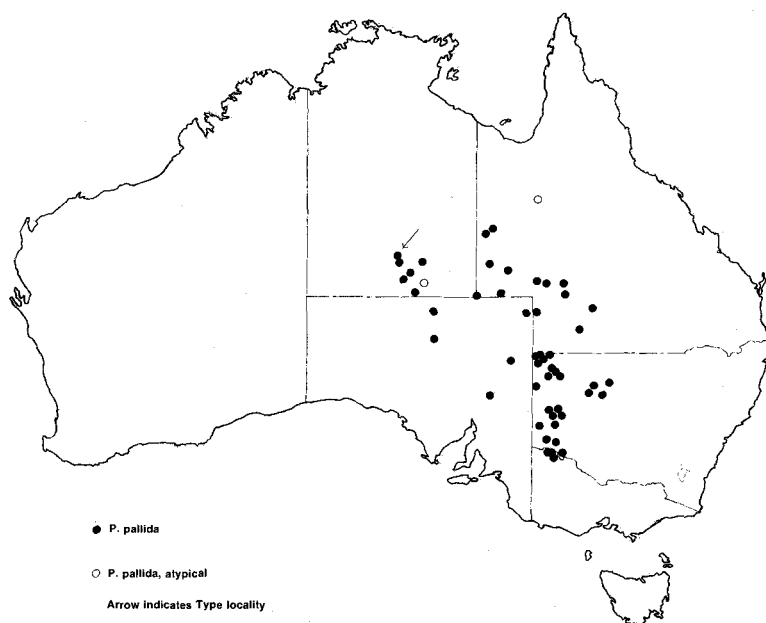 P. pallida
P. pallida, atypical
Arrow indicates Type locality